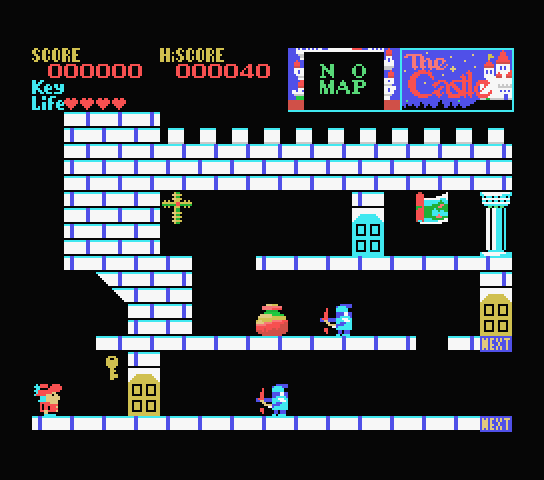 SCORE
000000
H:SCORE
000040
Key
Life
N O
MAP
The
Castle
NEXT
NEXT